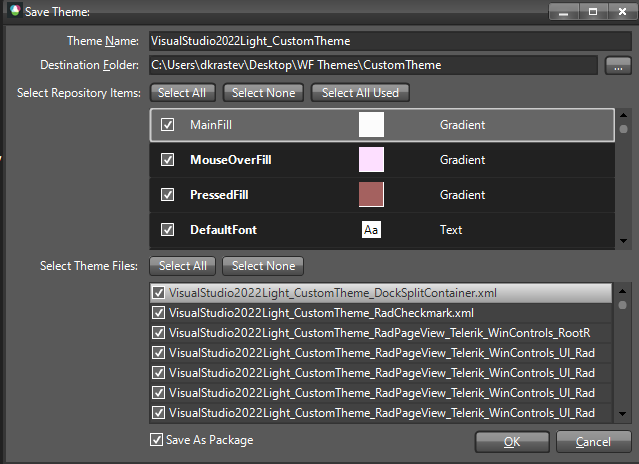 Save Theme:
Theme Name: VisualStudio2022Light_CustomTheme
Destination Folder: C:\Users\dkrastev\Desktop\WF Themes\CustomTheme ...
Select Repository Items: Select All Select None Select All Used
MainFill Gradient
MouseOverFill Gradient
PressedFill Gradient
DefaultFont Aa Text
Select Theme Files: Select All Select None
VisualStudio2022Light_CustomTheme_DockSplitContainer.xml
VisualStudio2022Light_CustomTheme_RadCheckmark.xml
VisualStudio2022Light_CustomTheme_RadPageView_Telerik_WinControls_RootR
VisualStudio2022Light_CustomTheme_RadPageView_Telerik_WinControls_UI_Rad
VisualStudio2022Light_CustomTheme_RadPageView_Telerik_WinControls_UI_Rad
VisualStudio2022Light_CustomTheme_RadPageView_Telerik_WinControls_UI_Rad
VisualStudio2022Light_CustomTheme_RadPageView_Telerik_WinControls_UI_Rad
Save As Package OK Cancel